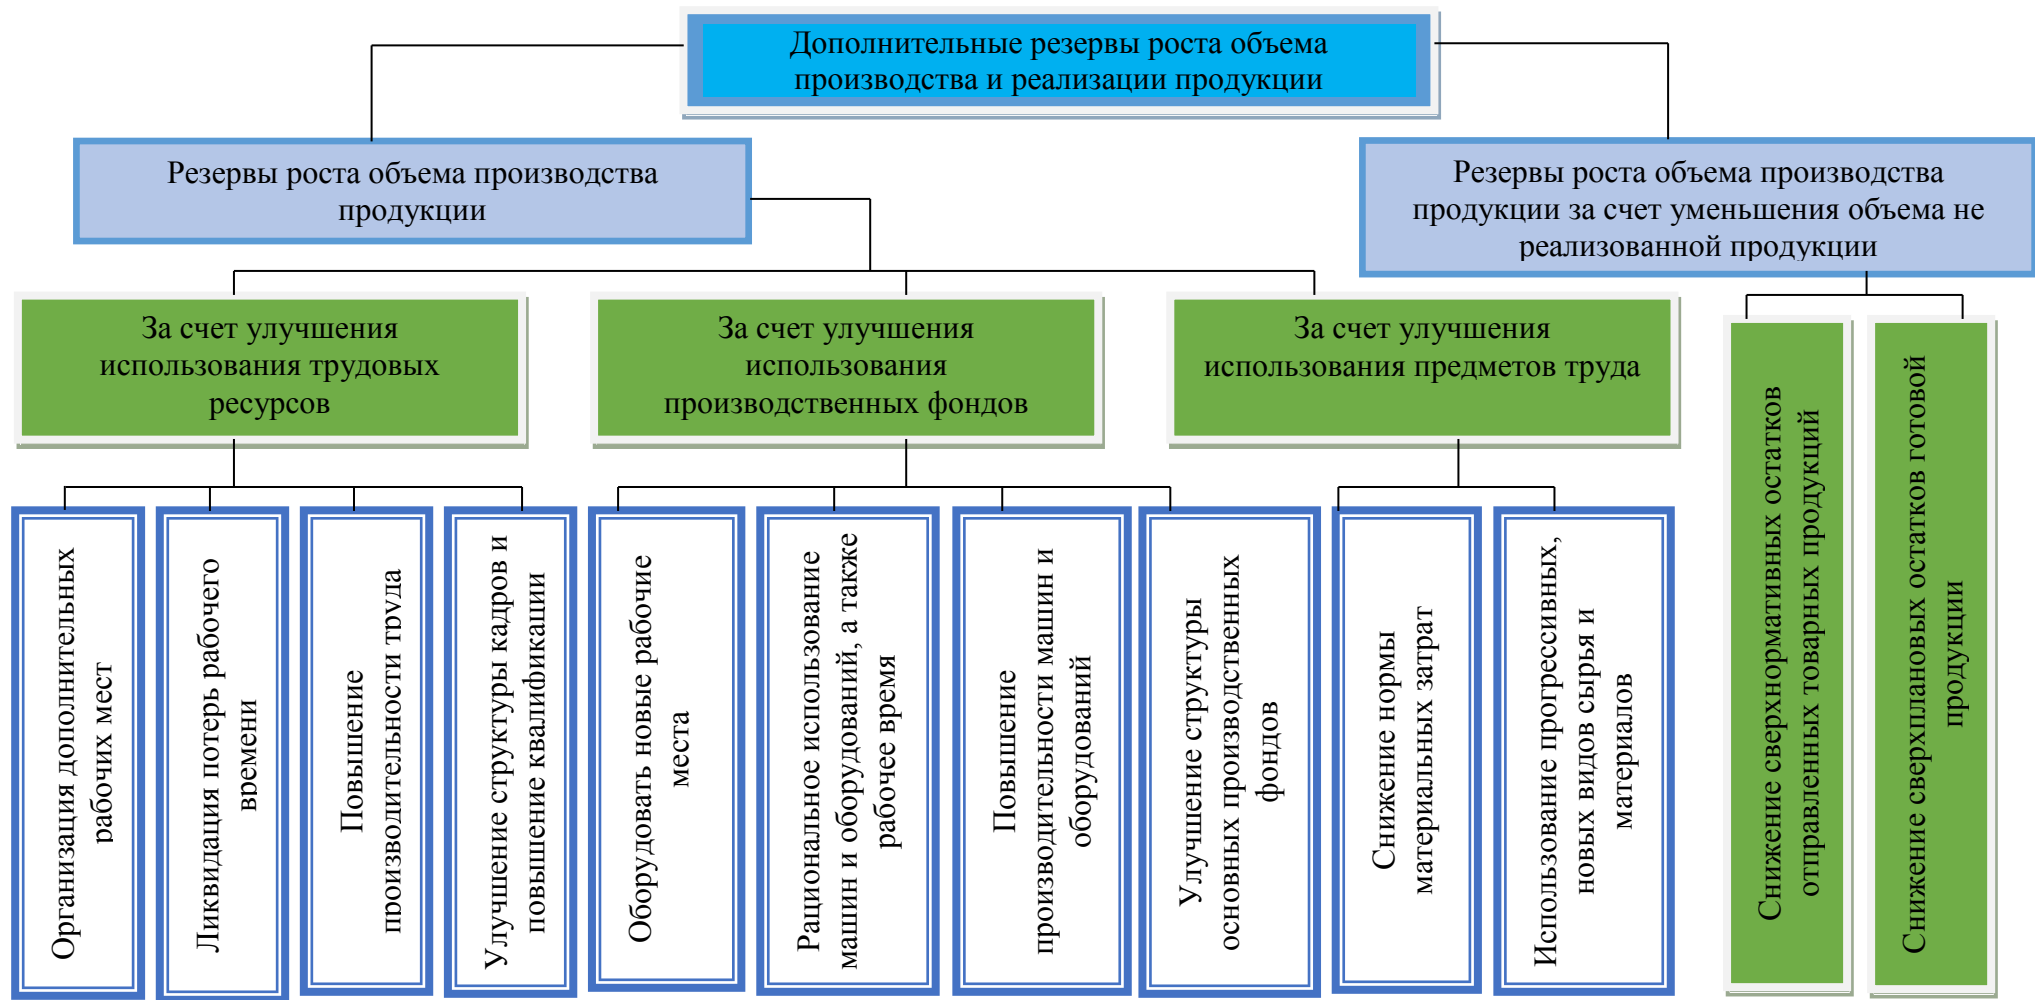 Дополнительные резервы роста объема
производства и реализации продукции
Резервы роста объема производства
продукции
Резервы роста объема производства
продукции за счет уменьшения объема не
реализованной продукции
За счет улучшения
использования трудовых
ресурсов
За счет улучшения
использования
производственных фондов
За счет улучшения
использования предметов труда
Организация дополнительных
рабочих мест
Ликвидация потерь рабочего
времени
Повышение
производительности труда
Улучшение структуры кадров и
повышение квалификации
Оборудовать новые рабочие
места
Рациональное использование
машин и оборудований, а также
рабочее время
Повышение
производительности машин и
оборудований
Улучшение структуры
основных производственных
фондов
Снижение нормы
материальных затрат
Использование прогрессивных,
новых видов сырья и
материалов
Снижение сверхнормативных остатков
отправленных товарных продукций
Снижение сверхплановых остатков готовой
продукции